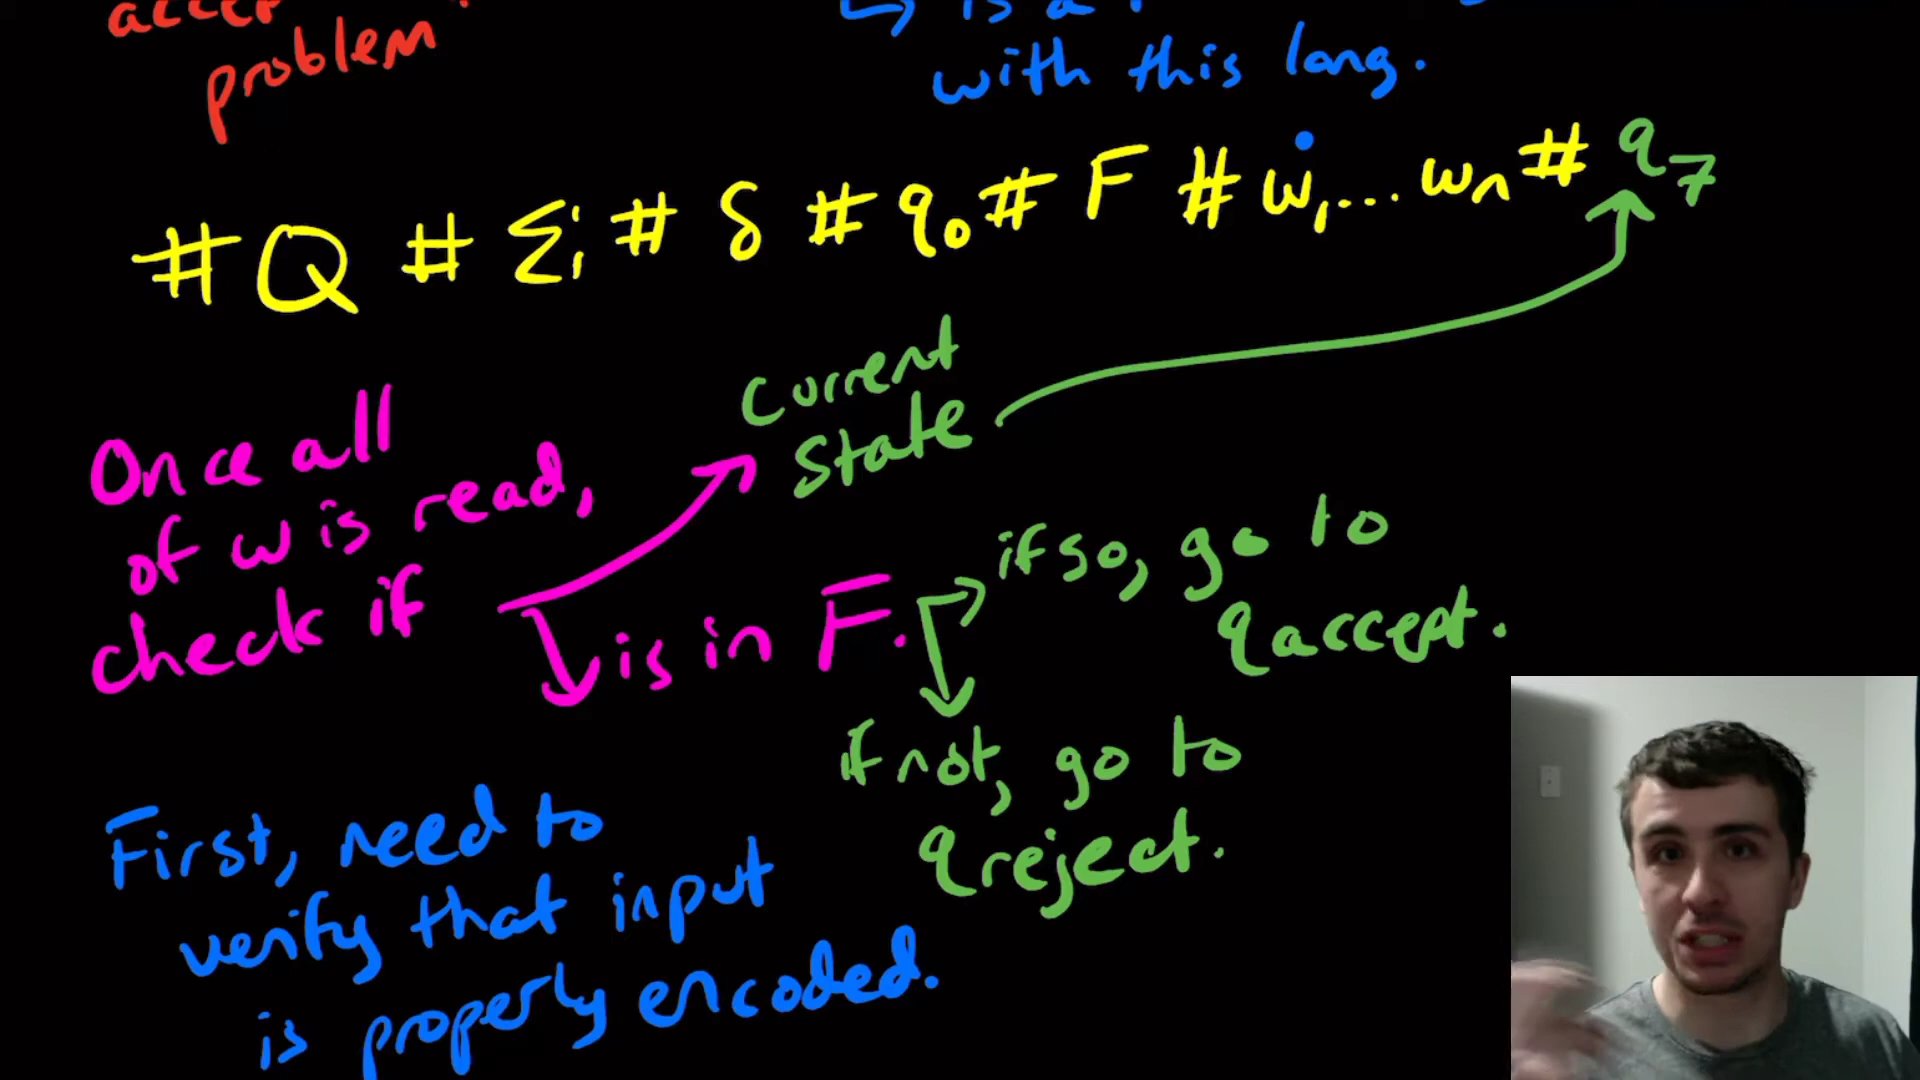 problem
is a
with this lang.
# Q # Σ # δ # q₀ # F # w₁...wₙ # q₇
Current
State
Once all
of w is read,
check if
is in F.
if so, go to
qaccept.
if not, go to
qreject.
First, need to
verify that input
is properly encoded.